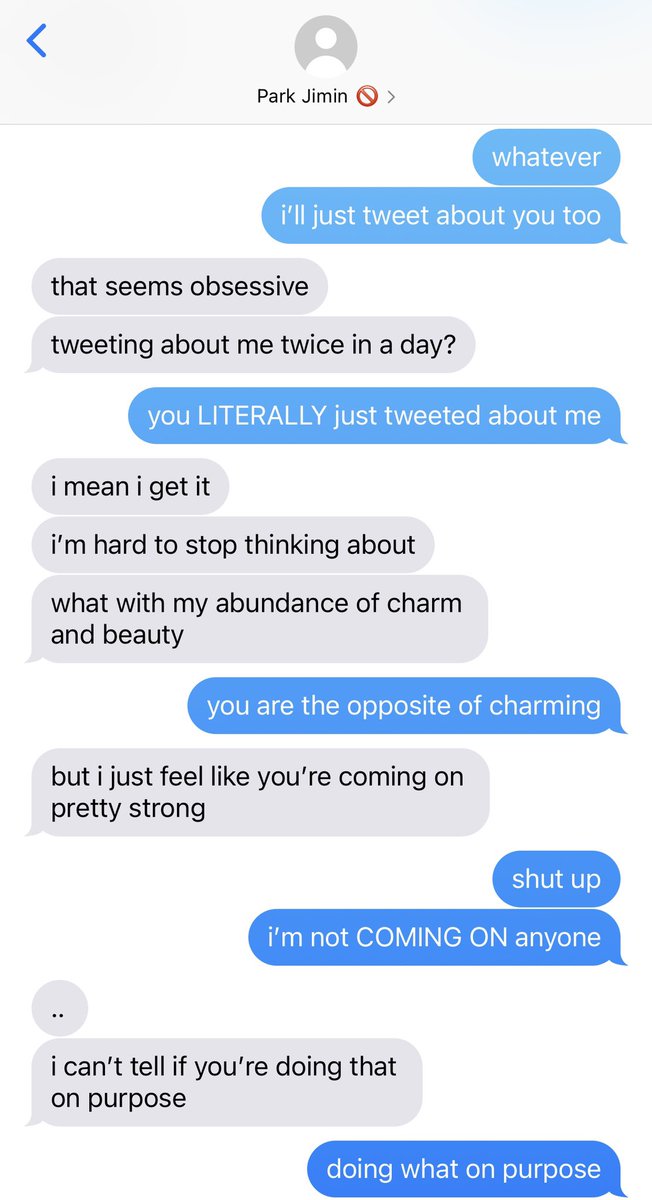 Park Jimin 🚫
whatever
i'll just tweet about you too
that seems obsessive
tweeting about me twice in a day?
you LITERALLY just tweeted about me
i mean i get it
i'm hard to stop thinking about
what with my abundance of charm
and beauty
you are the opposite of charming
but i just feel like you're coming on
pretty strong
shut up
i'm not COMING ON anyone
..
i can't tell if you're doing that
on purpose
doing what on purpose